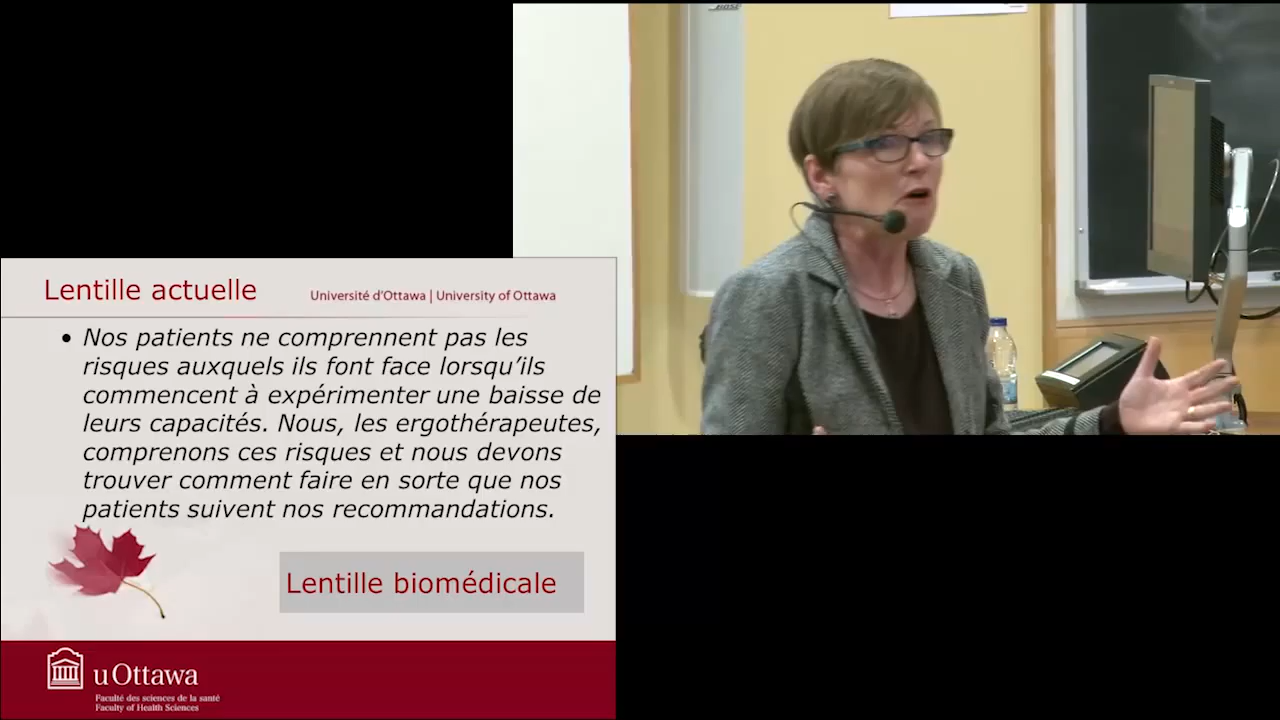 Lentille actuelle
Université d'Ottawa | University of Ottawa
• Nos patients ne comprennent pas les
risques auxquels ils font face lorsqu'ils
commencent à expérimenter une baisse de
leurs capacités. Nous, les ergothérapeutes,
comprenons ces risques et nous devons
trouver comment faire en sorte que nos
patients suivent nos recommandations.
Lentille biomédicale
uOttawa
Faculté des sciences de la santé
Faculty of Health Sciences